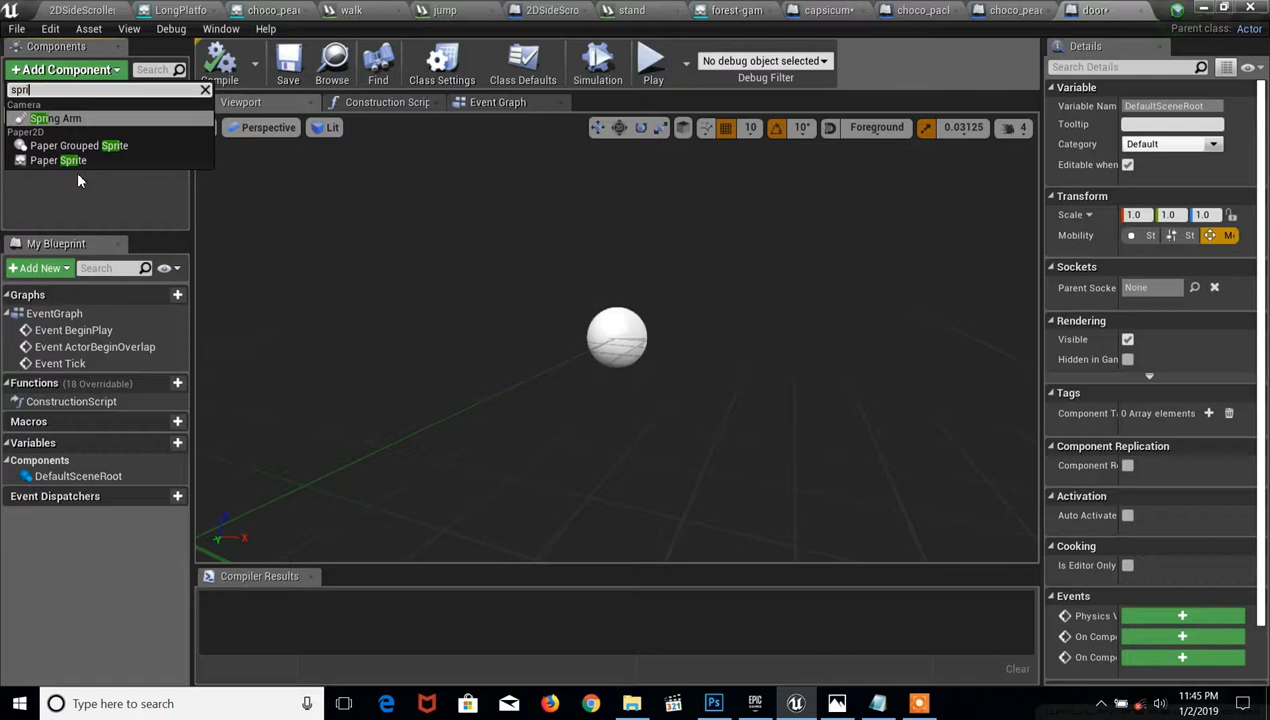 2DSideScroller
LongPlatfo
choco_pea
walk
jump
2DSideScro
stand
forest-gam
capsicum*
choco_pack
choco_pea
door*
File Edit Asset View Debug Window Help
Parent class: Actor
Components
+ Add Component
Search
spri
Camera
Spring Arm
Paper2D
Paper Grouped Sprite
Paper Sprite
Compile
Save
Browse
Find
Class Settings
Class Defaults
Simulation
Play
No debug object selected
Debug Filter
Viewport
Construction Scrip
Event Graph
Perspective
Lit
10
10°
Foreground
0.03125
4
My Blueprint
+ Add New
Search
Graphs
EventGraph
Event BeginPlay
Event ActorBeginOverlap
Event Tick
Functions (18 Overridable)
ConstructionScript
Macros
Variables
Components
DefaultSceneRoot
Event Dispatchers
X
Compiler Results
Clear
Details
Search Details
Variable
Variable Nam DefaultSceneRoot
Tooltip
Category Default
Editable when
Transform
Scale 1.0 1.0 1.0
Mobility St St M
Sockets
Parent Socke None
Rendering
Visible
Hidden in Gam
Tags
Component T 0 Array elements
Component Replication
Component Re
Activation
Auto Activate
Cooking
Is Editor Only
Events
Physics V
On Comp
On Comp
Type here to search
11:45 PM
1/2/2019